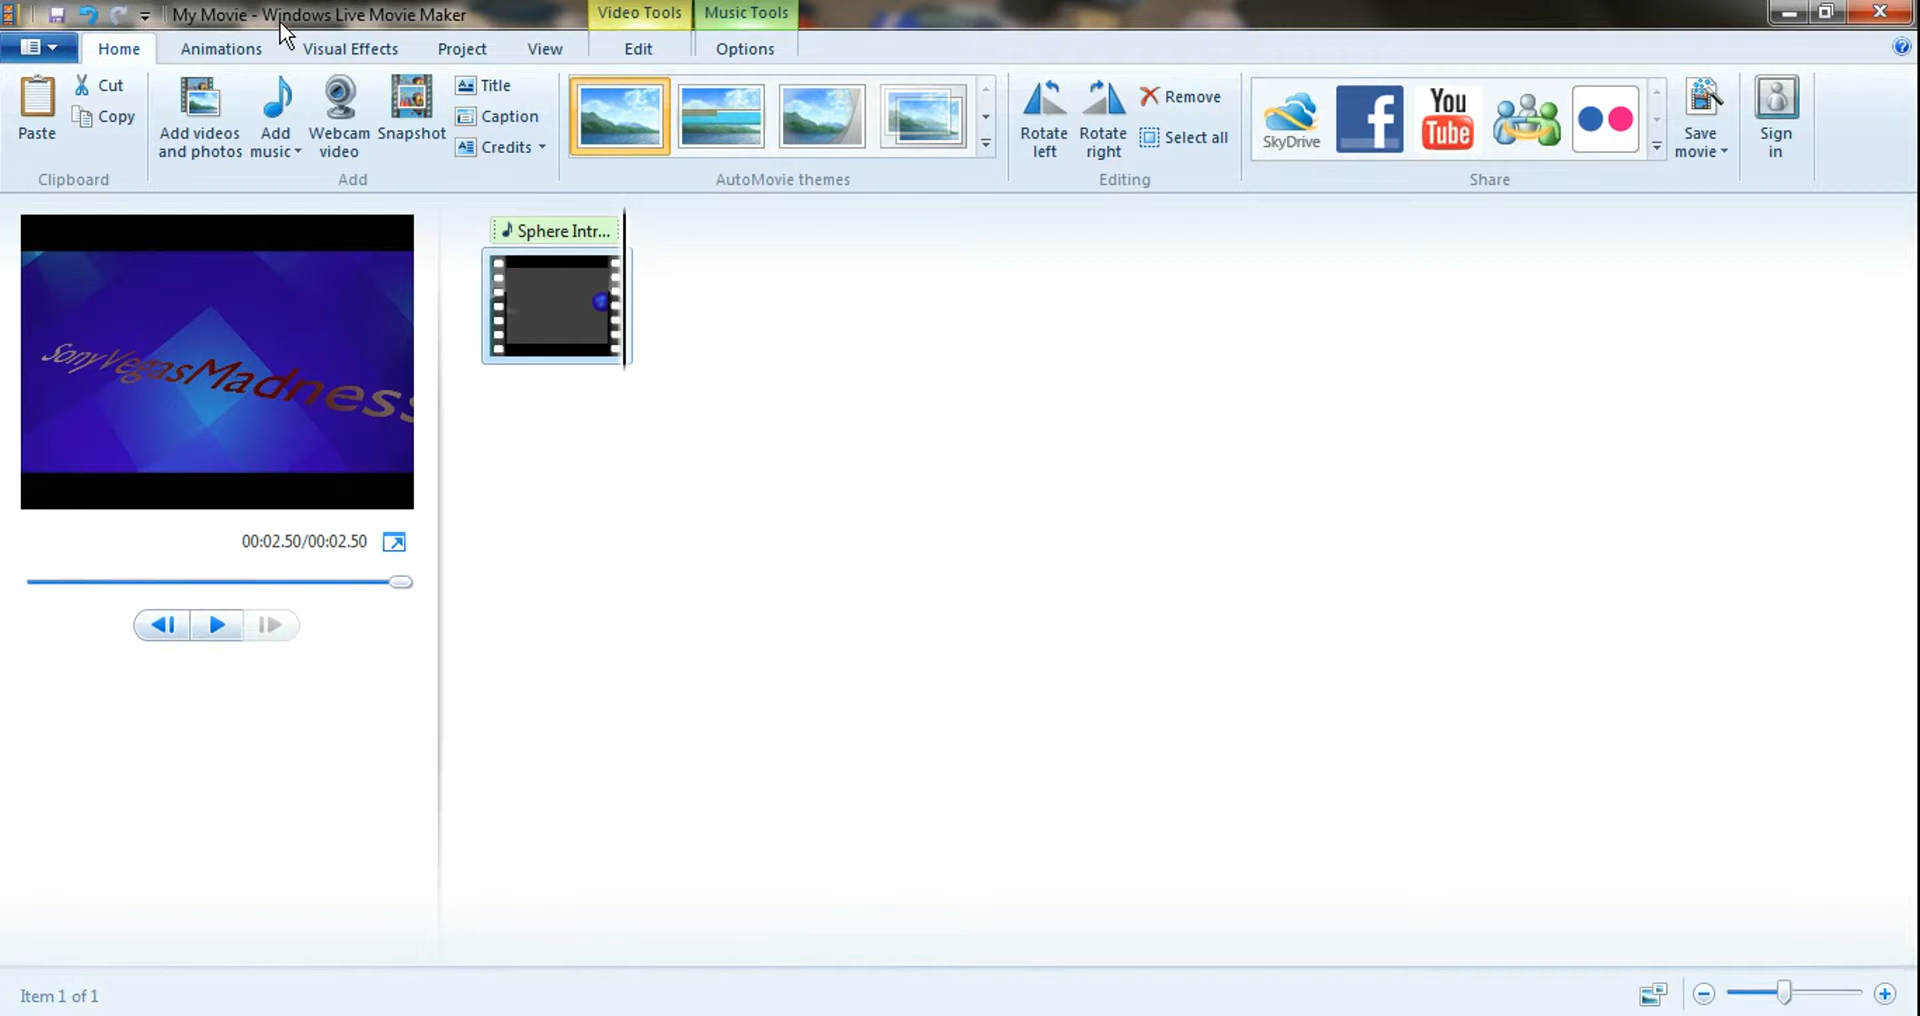 My Movie - Windows Live Movie Maker
Video Tools
Music Tools
Home
Animations
Visual Effects
Project
View
Edit
Options
Paste
Cut
Copy
Clipboard
Add videos
and photos
Add
music
Webcam
video
Snapshot
Title
Caption
Credits
Add
AutoMovie themes
Rotate
left
Rotate
right
Remove
Select all
Editing
SkyDrive
f
You
Tube
Share
Save
movie
Sign
in
SonyVegasMadness
Sphere Intr...
00:02.50/00:02.50
Item 1 of 1